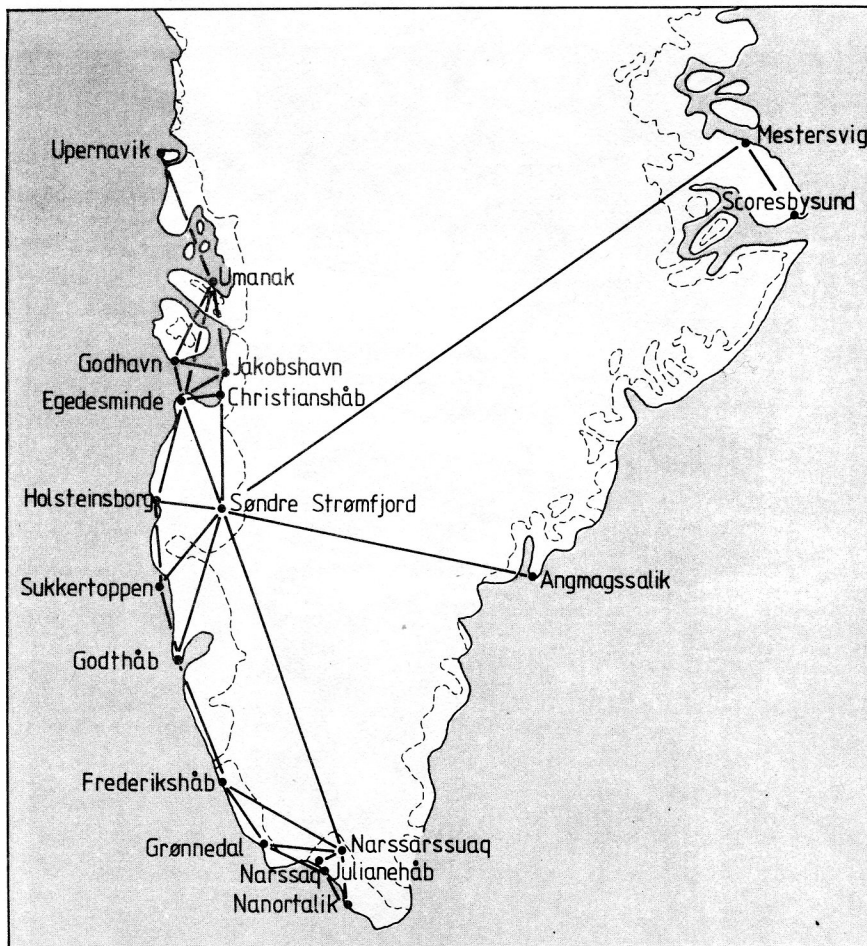 Mestersvig
Upernavik
Scoresbysund
Umanak
Godhavn
Jakobshavn
Egedesminde
Christianshåb
Holsteinsborg
Søndre Strømfjord
Sukkertoppen
Angmagssalik
Godthåb
Frederikshåb
Grønnedal
Narssarssuaq
Narssaq
Julianehåb
Nanortalik